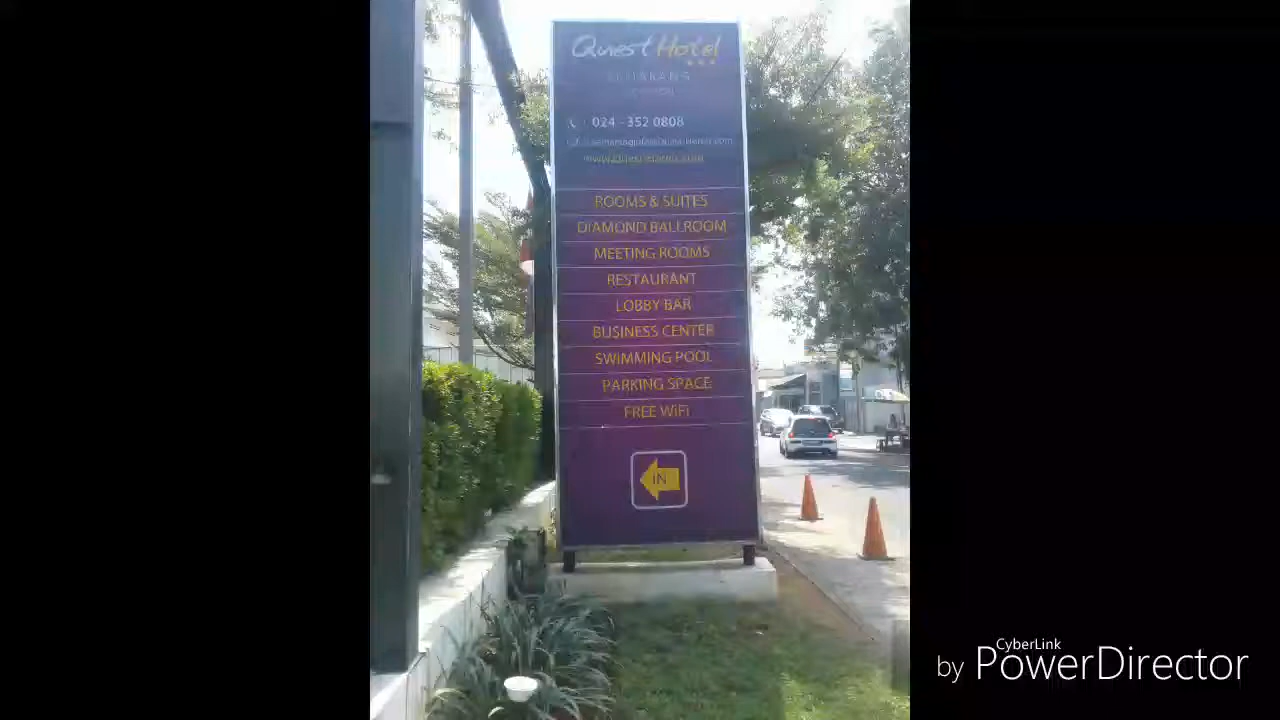 Quest Hotel
SEMARANG
024 - 352 0808
ROOMS & SUITES
DIAMOND BALLROOM
MEETING ROOMS
RESTAURANT
LOBBY BAR
BUSINESS CENTER
SWIMMING POOL
PARKING SPACE
FREE WiFi
IN
CyberLink
by PowerDirector